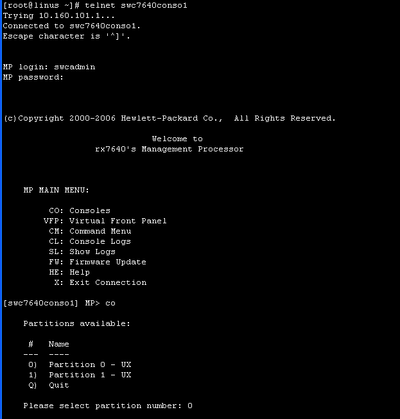 [root@linus ~]# telnet swc7640conso1
Trying 10.160.101.1...
Connected to swc7640conso1.
Escape character is '^]'.
MP login: swcadmin
MP password:
(c)Copyright 2000-2006 Hewlett-Packard Co., All Rights Reserved.
Welcome to
rx7640's Management Processor
MP MAIN MENU:
CO: Consoles
VFP: Virtual Front Panel
CM: Command Menu
CL: Console Logs
SL: Show Logs
FW: Firmware Update
HE: Help
X: Exit Connection
[swc7640conso1] MP> co
Partitions available:
# Name
--- ----
0) Partition 0 - UX
1) Partition 1 - UX
Q) Quit
Please select partition number: 0